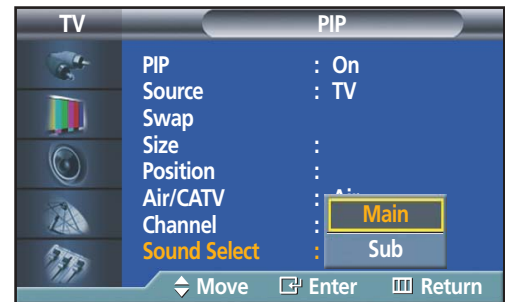 TV PIP
PIP : On
Source : TV
Swap
Size :
Position :
Air/CATV :
Channel :
Sound Select :
Main
Sub
Move Enter Return